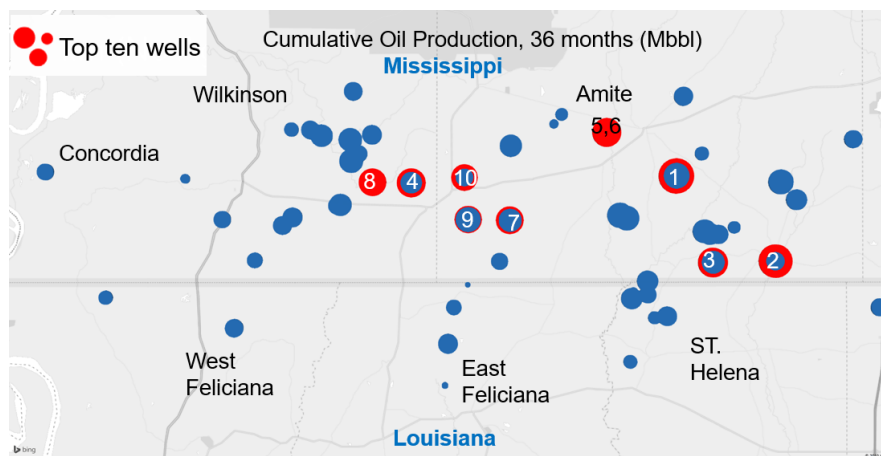 Top ten wells
Cumulative Oil Production, 36 months (Mbbl)
Mississippi
Wilkinson
Amite
5,6
Concordia
8
4
10
1
9
7
3
2
West
Feliciana
East
Feliciana
ST.
Helena
Louisiana
bing